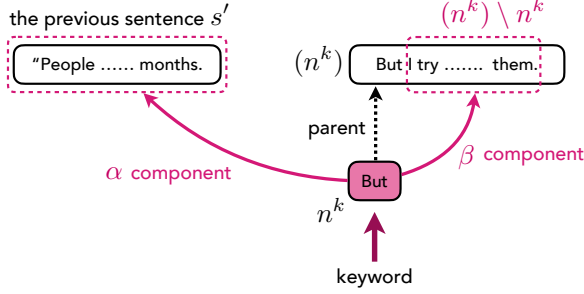 the previous sentence s′
(n^k) \ n^k
(n^k)
“People ...... months.
But I try ....... them.
parent
α component
β component
But
n^k
keyword